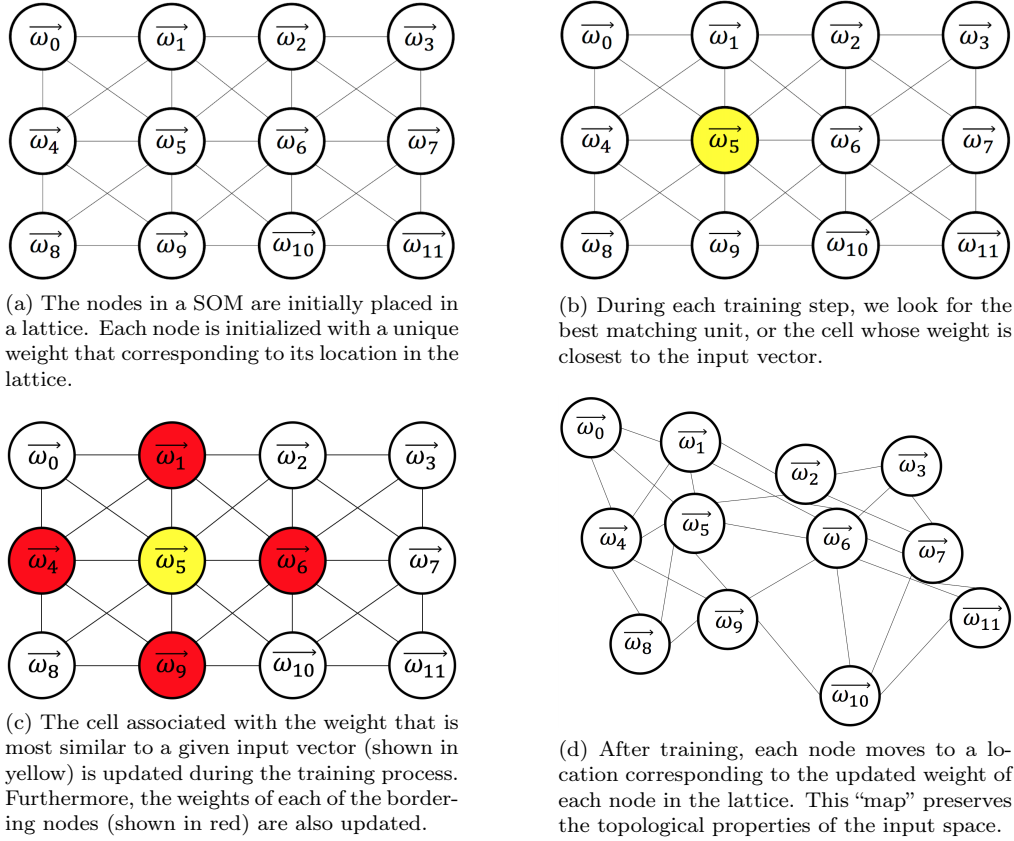 ω0 ω1 ω2 ω3
ω4 ω5 ω6 ω7
ω8 ω9 ω10 ω11
(a) The nodes in a SOM are initially placed in
a lattice. Each node is initialized with a unique
weight that corresponding to its location in the
lattice.
ω0 ω1 ω2 ω3
ω4 ω5 ω6 ω7
ω8 ω9 ω10 ω11
(b) During each training step, we look for the
best matching unit, or the cell whose weight is
closest to the input vector.
ω0 ω1 ω2 ω3
ω4 ω5 ω6 ω7
ω8 ω9 ω10 ω11
(c) The cell associated with the weight that is
most similar to a given input vector (shown in
yellow) is updated during the training process.
Furthermore, the weights of each of the border-
ing nodes (shown in red) are also updated.
ω0 ω1 ω2 ω3
ω4 ω5 ω6 ω7
ω8 ω9 ω10 ω11
(d) After training, each node moves to a lo-
cation corresponding to the updated weight of
each node in the lattice. This “map” preserves
the topological properties of the input space.